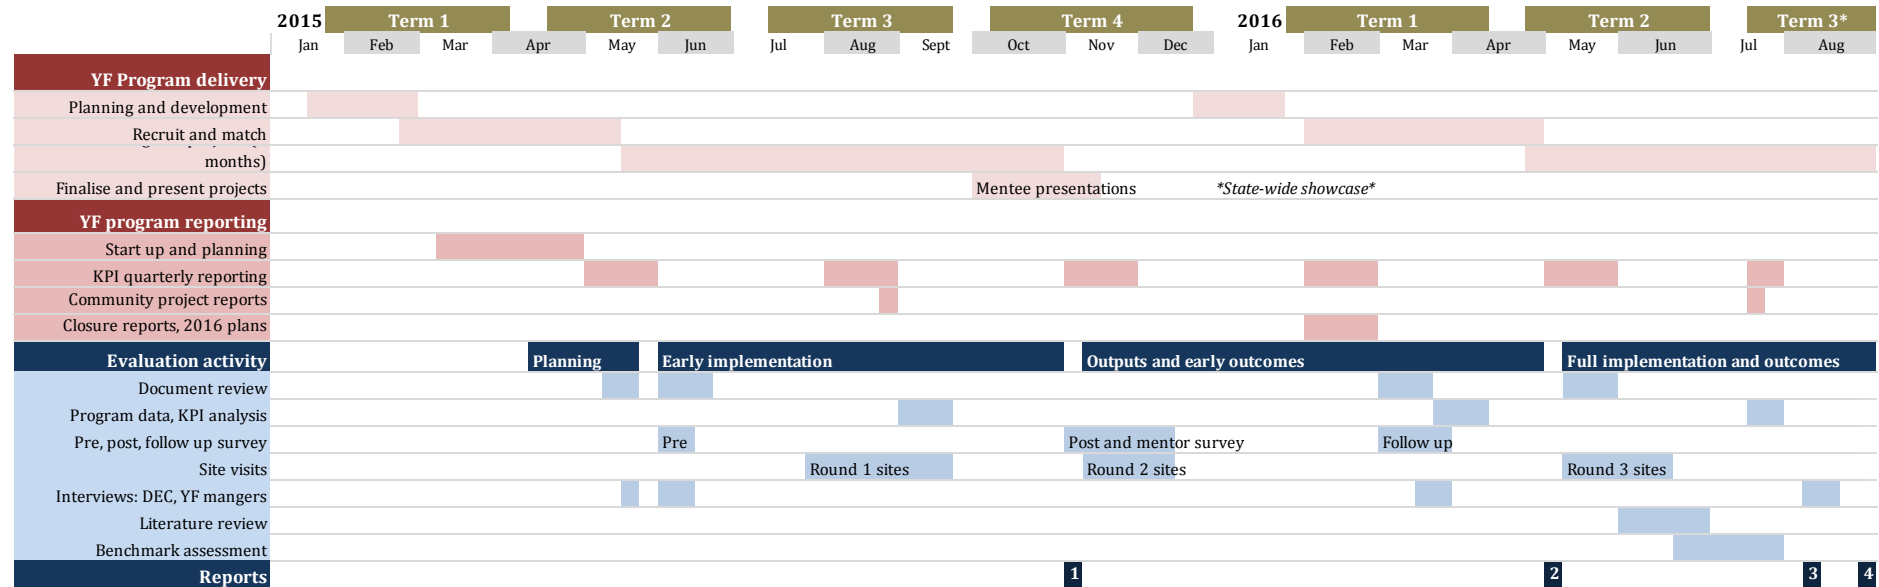 2015 Term 1 Term 2 Term 3 Term 4 2016 Term 1 Term 2 Term 3*
Jan Feb Mar Apr May Jun Jul Aug Sept Oct Nov Dec Jan Feb Mar Apr May Jun Jul Aug
YF Program delivery
Planning and development
Recruit and match
months)
Finalise and present projects Mentee presentations *State-wide showcase*
YF program reporting
Start up and planning
KPI quarterly reporting
Community project reports
Closure reports, 2016 plans
Evaluation activity Planning Early implementation Outputs and early outcomes Full implementation and outcomes
Document review
Program data, KPI analysis
Pre, post, follow up survey Pre Post and mentor survey Follow up
Site visits Round 1 sites Round 2 sites Round 3 sites
Interviews: DEC, YF mangers
Literature review
Benchmark assessment
Reports 1 2 3 4